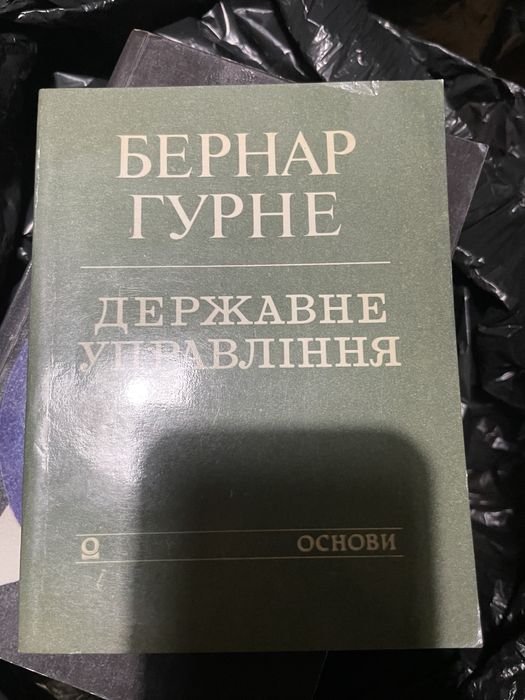 БЕРНАР
ГУРНЕ
ДЕРЖАВНЕ
УПРАВЛІННЯ
ОСНОВИ